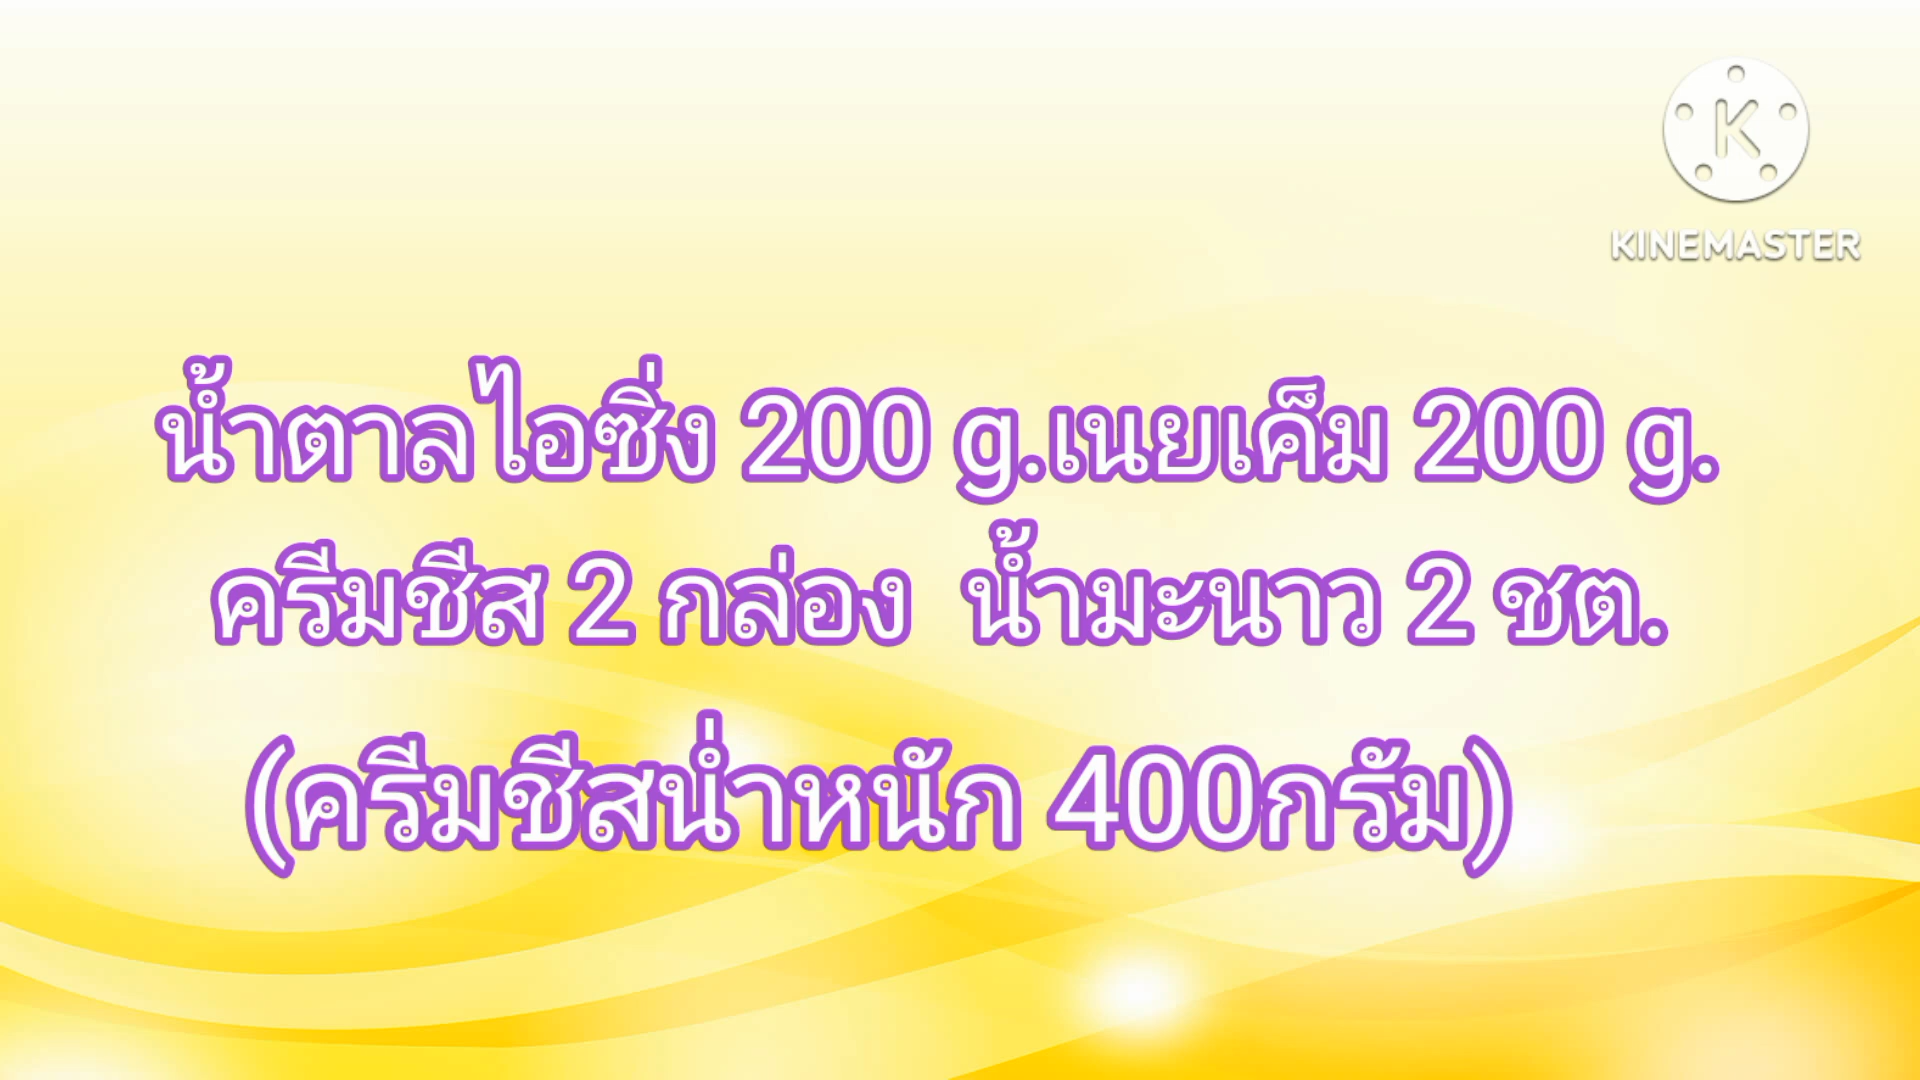 KINEMASTER
น้ำตาลไอซิ่ง 200 g.เนยเค็ม 200 g.
ครีมชีส 2 กล่อง น้ำมะนาว 2 ชต.
(ครีมชีสน่ำหนัก 400กรัม)